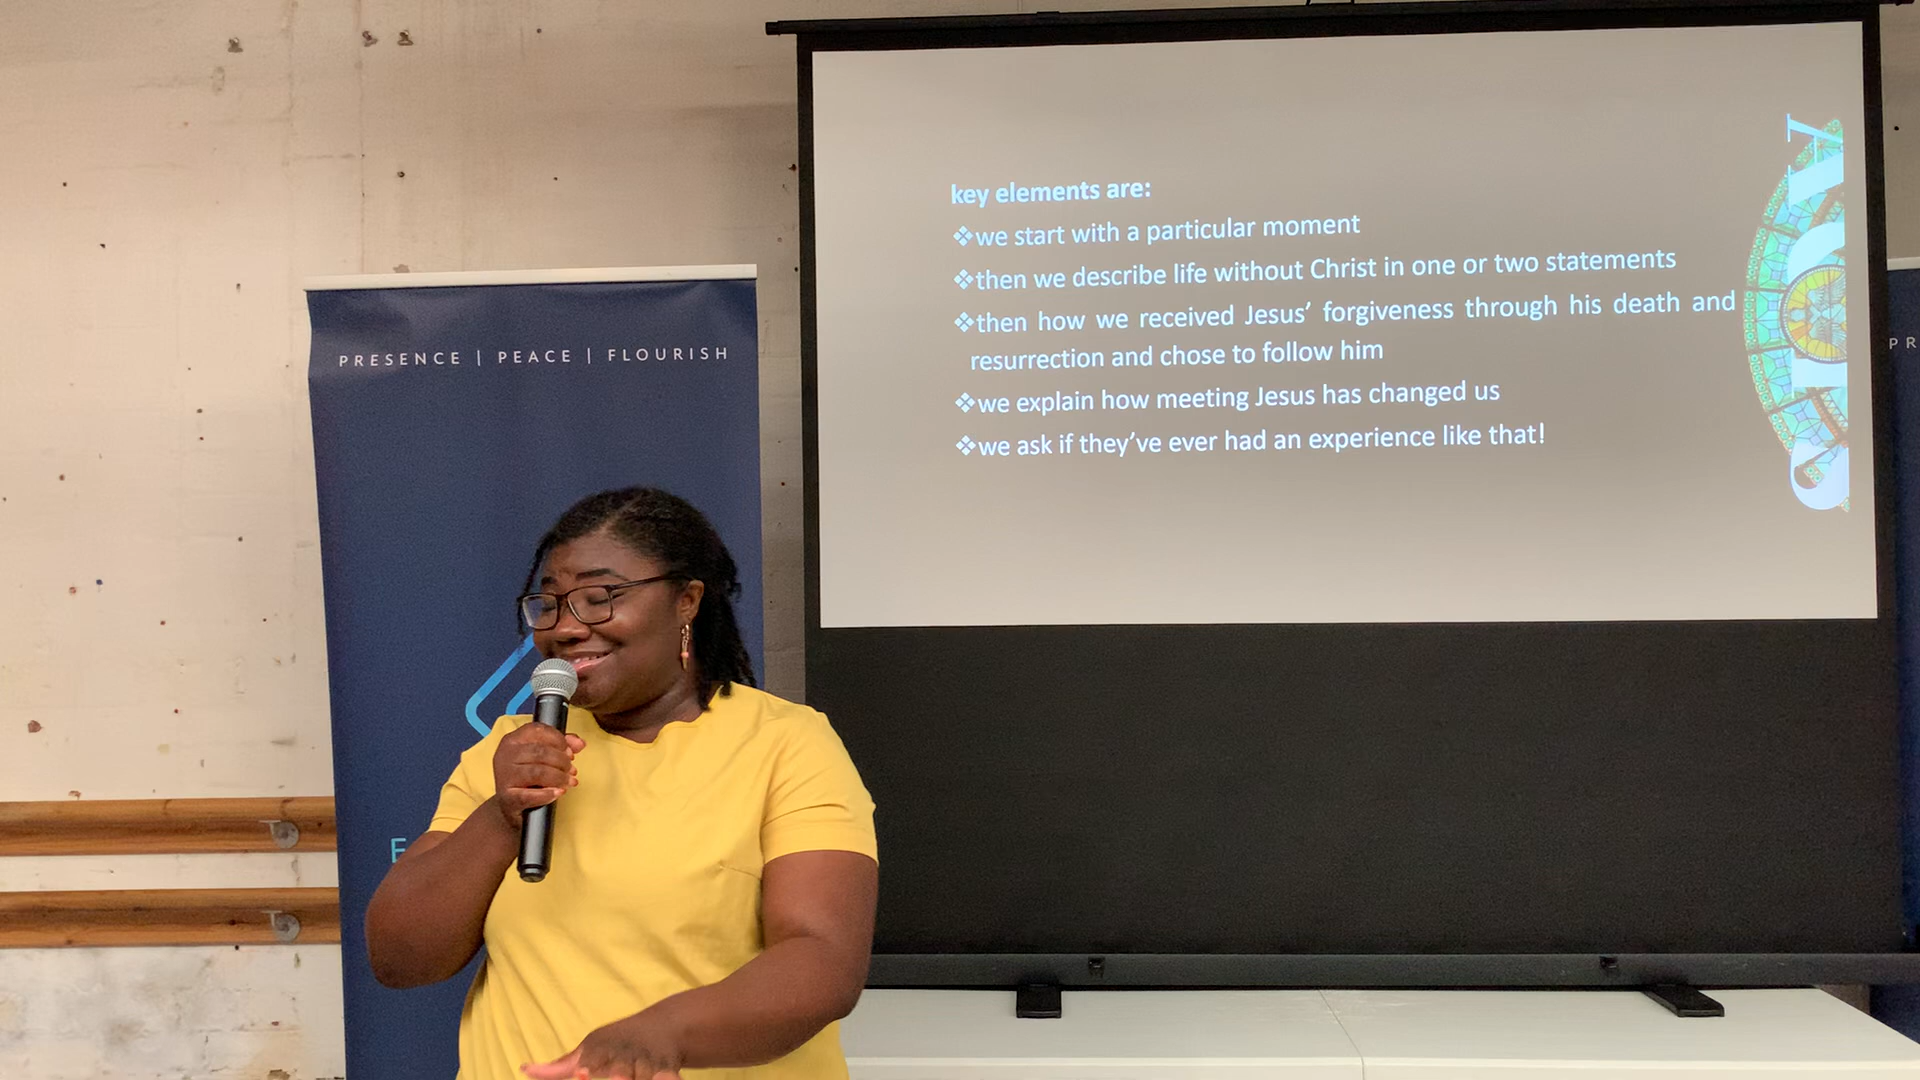 key elements are:
❖we start with a particular moment
❖then we describe life without Christ in one or two statements
❖then how we received Jesus’ forgiveness through his death and
resurrection and chose to follow him
❖we explain how meeting Jesus has changed us
❖we ask if they’ve ever had an experience like that!
PRESENCE | PEACE | FLOURISH
E
PR